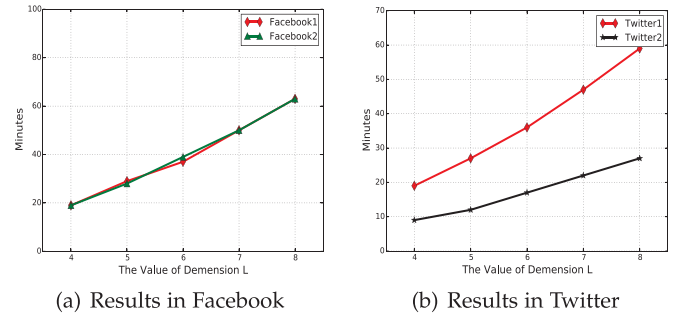 100
80
60
40
20
0
Minutes
Facebook1
Facebook2
4 5 6 7 8
The Value of Demension L
(a) Results in Facebook
70
60
50
40
30
20
10
0
Minutes
Twitter1
Twitter2
4 5 6 7 8
The Value of Demension L
(b) Results in Twitter